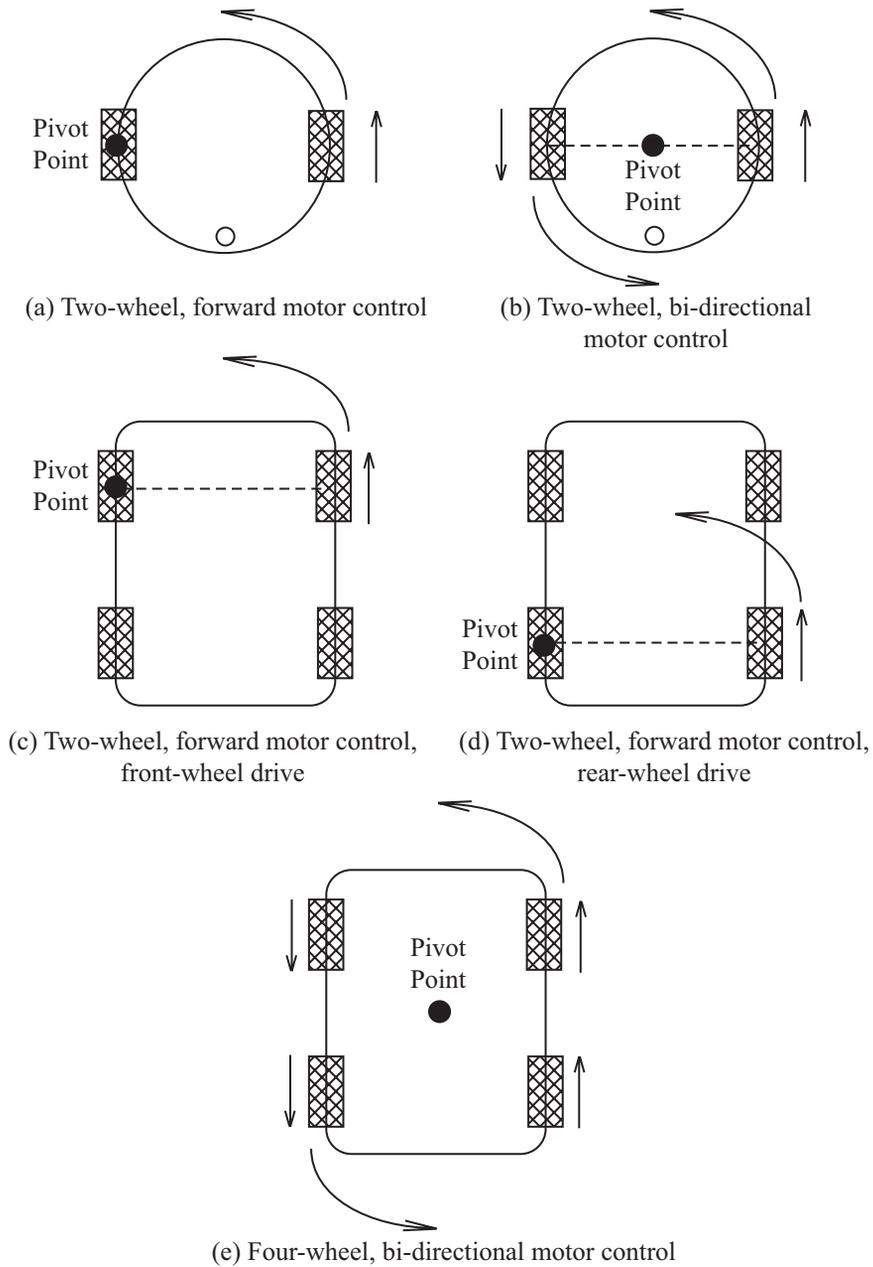 Pivot
Point
Pivot
Point
(a) Two-wheel, forward motor control
(b) Two-wheel, bi-directional
motor control
Pivot
Point
Pivot
Point
(c) Two-wheel, forward motor control,
front-wheel drive
(d) Two-wheel, forward motor control,
rear-wheel drive
Pivot
Point
(e) Four-wheel, bi-directional motor control